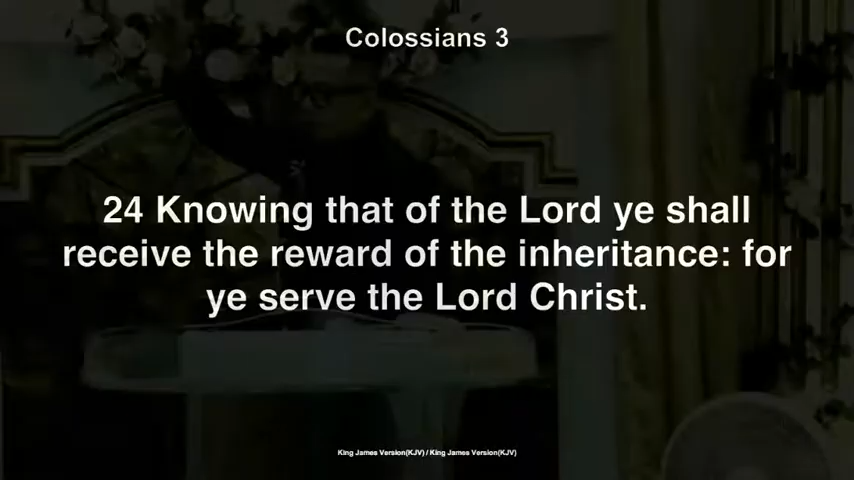 Colossians 3
24 Knowing that of the Lord ye shall
receive the reward of the inheritance: for
ye serve the Lord Christ.
King James Version(KJV) / King James Version(KJV)